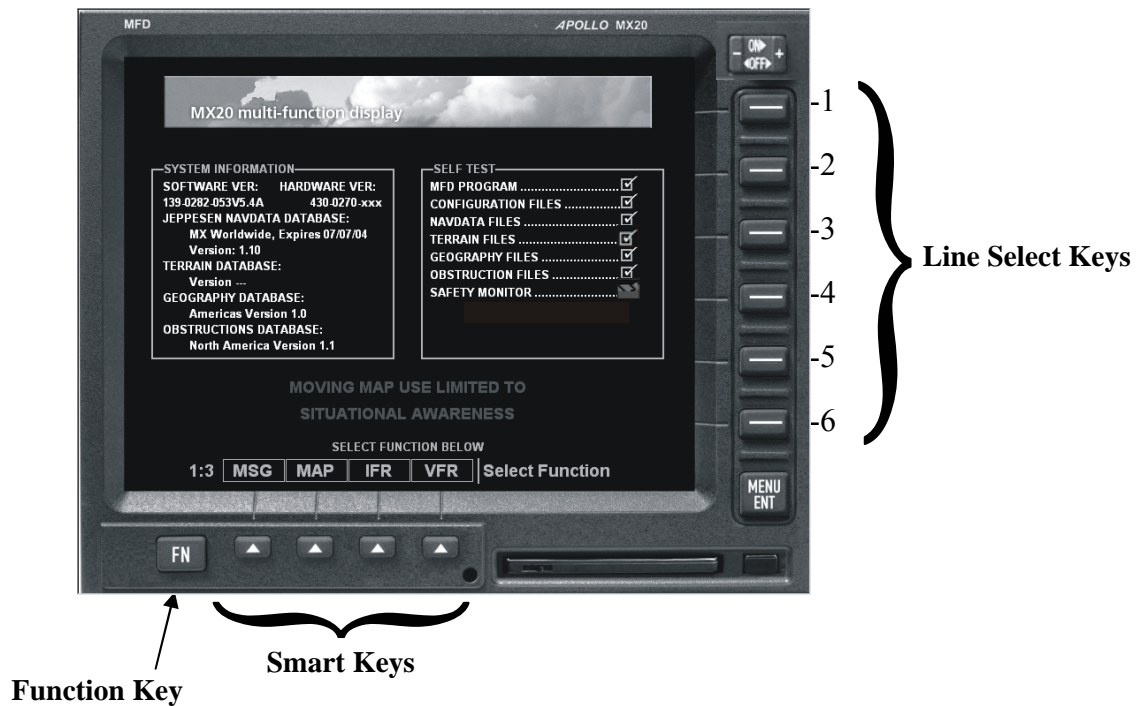 MFD
APOLLO MX20
- ON +
OFF
MX20 multi-function display
-1
-2
-3
-4
-5
-6
Line Select Keys
SYSTEM INFORMATION
SOFTWARE VER: HARDWARE VER:
139-0282-053V5.4A 430-0270-xxx
JEPPESEN NAVDATA DATABASE:
MX Worldwide, Expires 07/07/04
Version: 1.10
TERRAIN DATABASE:
Version ---
GEOGRAPHY DATABASE:
Americas Version 1.0
OBSTRUCTIONS DATABASE:
North America Version 1.1
SELF TEST
MFD PROGRAM
CONFIGURATION FILES
NAVDATA FILES
TERRAIN FILES
GEOGRAPHY FILES
OBSTRUCTION FILES
SAFETY MONITOR
MOVING MAP USE LIMITED TO
SITUATIONAL AWARENESS
SELECT FUNCTION BELOW
1:3 MSG MAP IFR VFR Select Function
MENU
ENT
FN
Smart Keys
Function Key